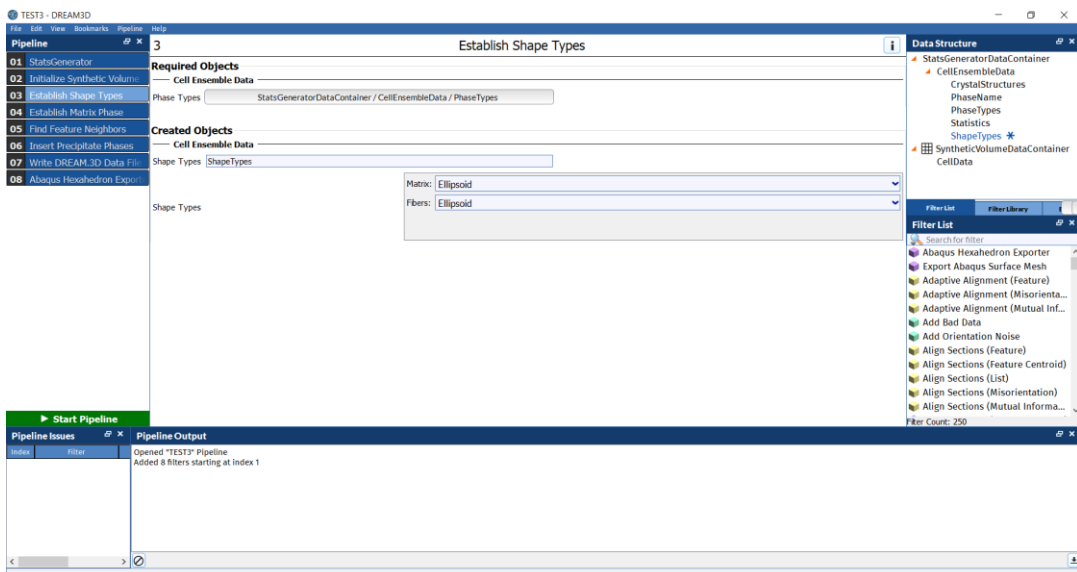 TEST3 - DREAM3D
File Edit View Bookmarks Pipeline Help
Pipeline
01 StatsGenerator
02 Initialize Synthetic Volume
03 Establish Shape Types
04 Establish Matrix Phase
05 Find Feature Neighbors
06 Insert Precipitate Phases
07 Write DREAM.3D Data File
08 Abaqus Hexahedron Exporte
Start Pipeline
3 Establish Shape Types i
Required Objects
Cell Ensemble Data
Phase Types StatsGeneratorDataContainer / CellEnsembleData / PhaseTypes
Created Objects
Cell Ensemble Data
Shape Types ShapeTypes
Shape Types
Matrix: Ellipsoid
Fibers: Ellipsoid
Data Structure
StatsGeneratorDataContainer
CellEnsembleData
CrystalStructures
PhaseName
PhaseTypes
Statistics
ShapeTypes *
SyntheticVolumeDataContainer
CellData
Filter List Filter Library
Filter List
Search for filter
Abaqus Hexahedron Exporter
Export Abaqus Surface Mesh
Adaptive Alignment (Feature)
Adaptive Alignment (Misorienta...
Adaptive Alignment (Mutual Inf...
Add Bad Data
Add Orientation Noise
Align Sections (Feature)
Align Sections (Feature Centroid)
Align Sections (List)
Align Sections (Misorientation)
Align Sections (Mutual Informa...
Filter Count: 250
Pipeline Issues
Index Filter
Pipeline Output
Opened "TEST3" Pipeline
Added 8 filters starting at index 1